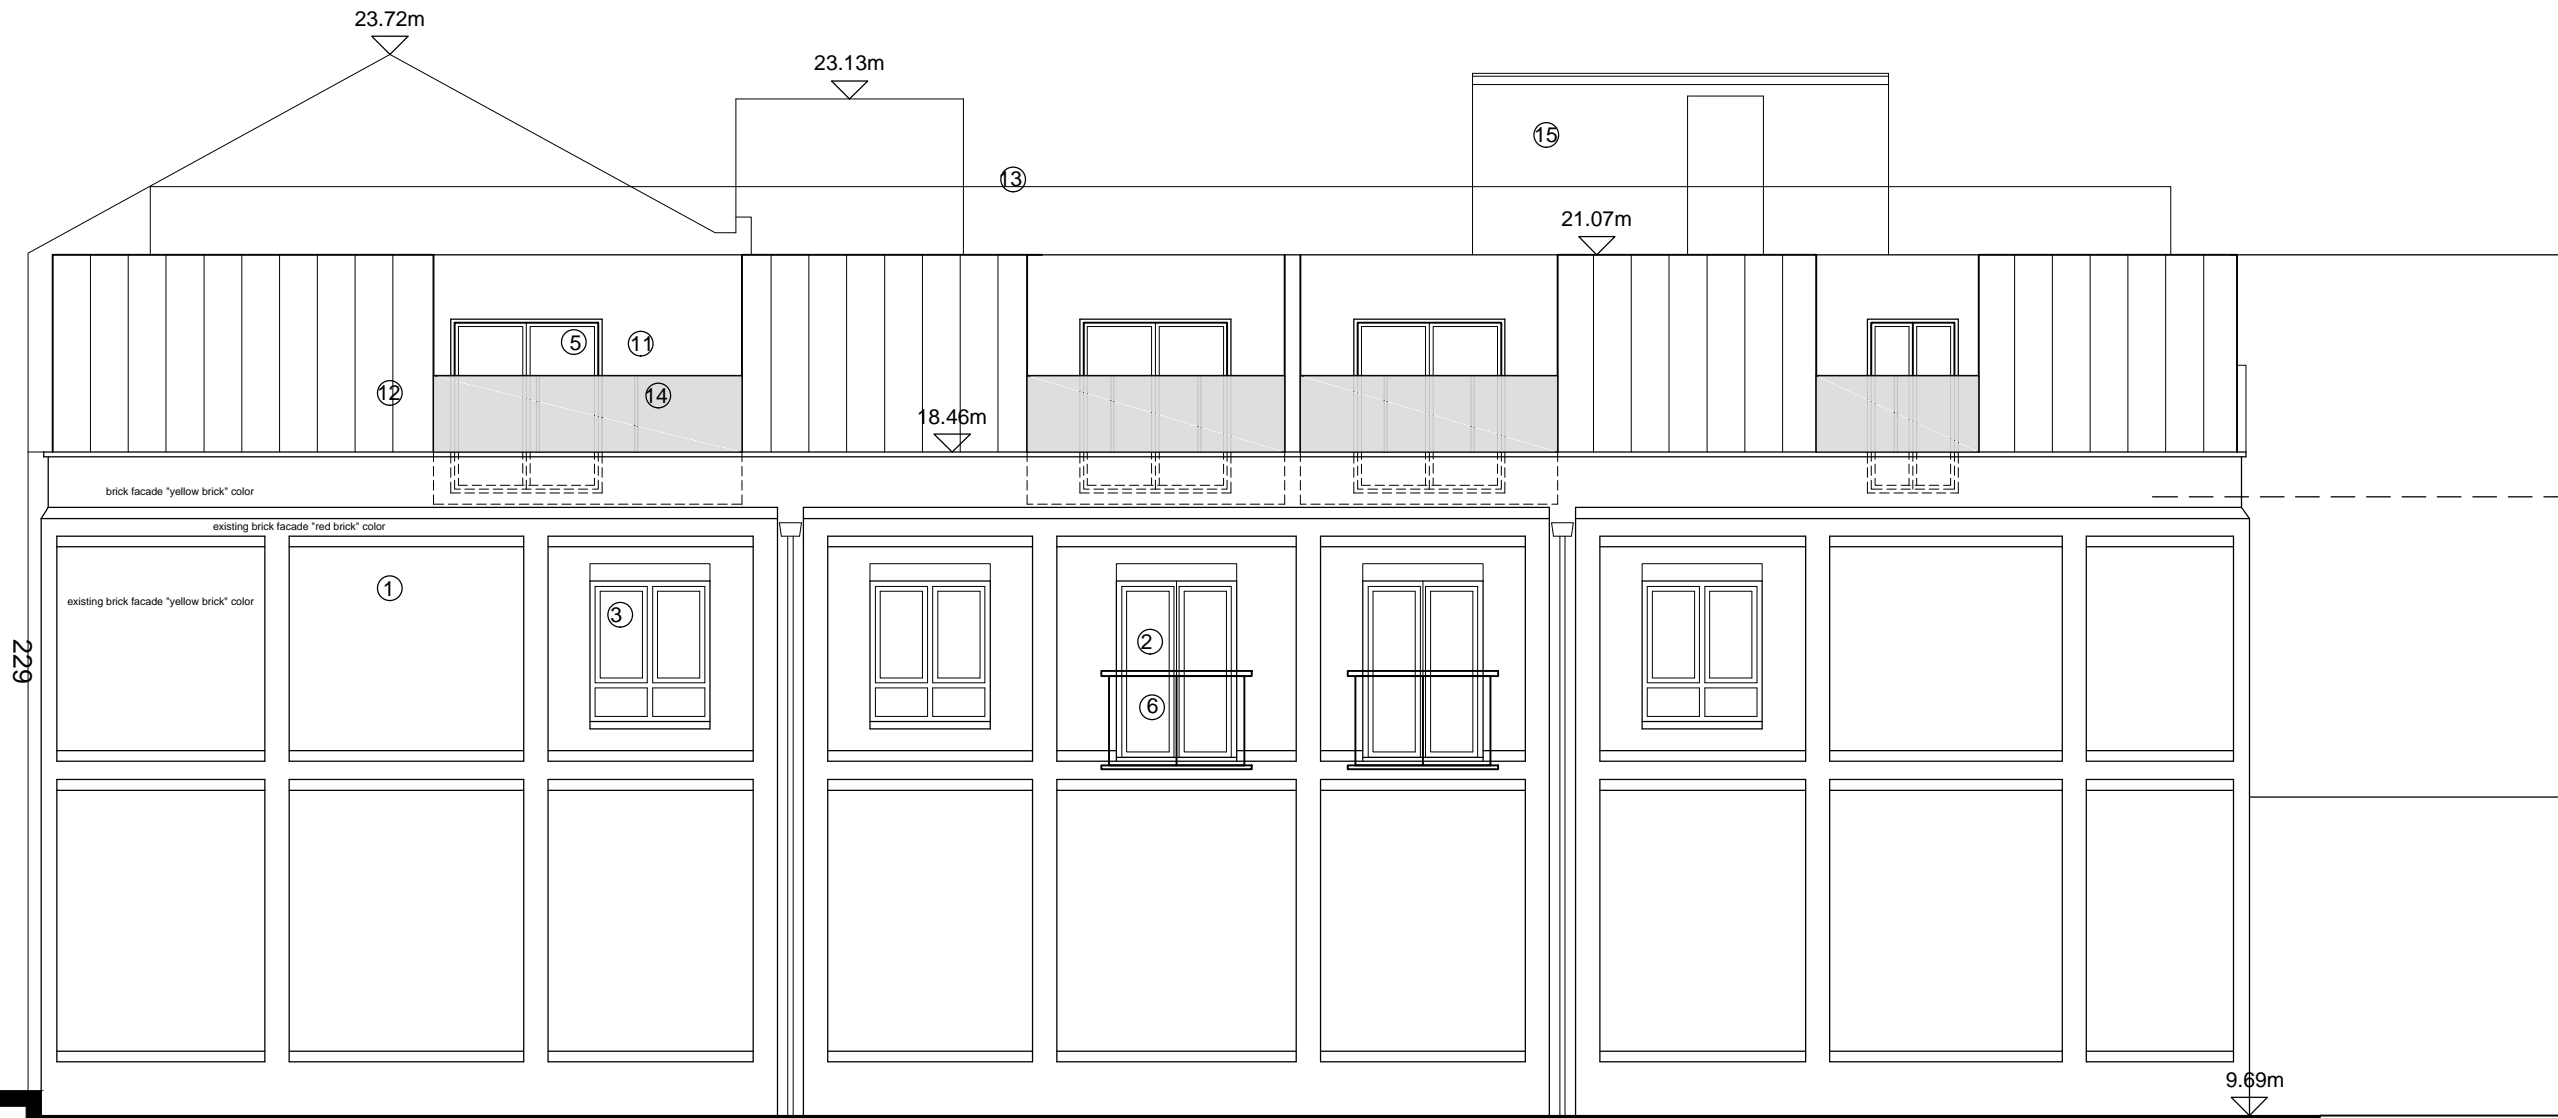 23.72m
23.13m
15
13
21.07m
5
11
12
14
18.46m
brick facade "yellow brick" color
existing brick facade "red brick" color
1
existing brick facade "yellow brick" color
3
2
229
6
9.69m